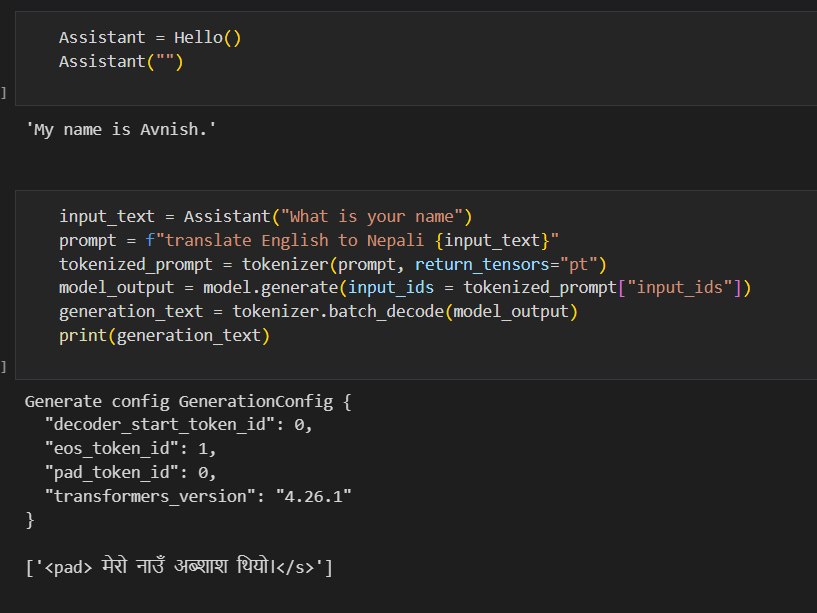 Assistant = Hello()
Assistant("")
]
'My name is Avnish.'
input_text = Assistant("What is your name")
prompt = f"translate English to Nepali {input_text}"
tokenized_prompt = tokenizer(prompt, return_tensors="pt")
model_output = model.generate(input_ids = tokenized_prompt["input_ids"])
generation_text = tokenizer.batch_decode(model_output)
print(generation_text)
]
Generate config GenerationConfig {
  "decoder_start_token_id": 0,
  "eos_token_id": 1,
  "pad_token_id": 0,
  "transformers_version": "4.26.1"
}
['<pad> मेरो नाउँ अब्शाश थियो।</s>']